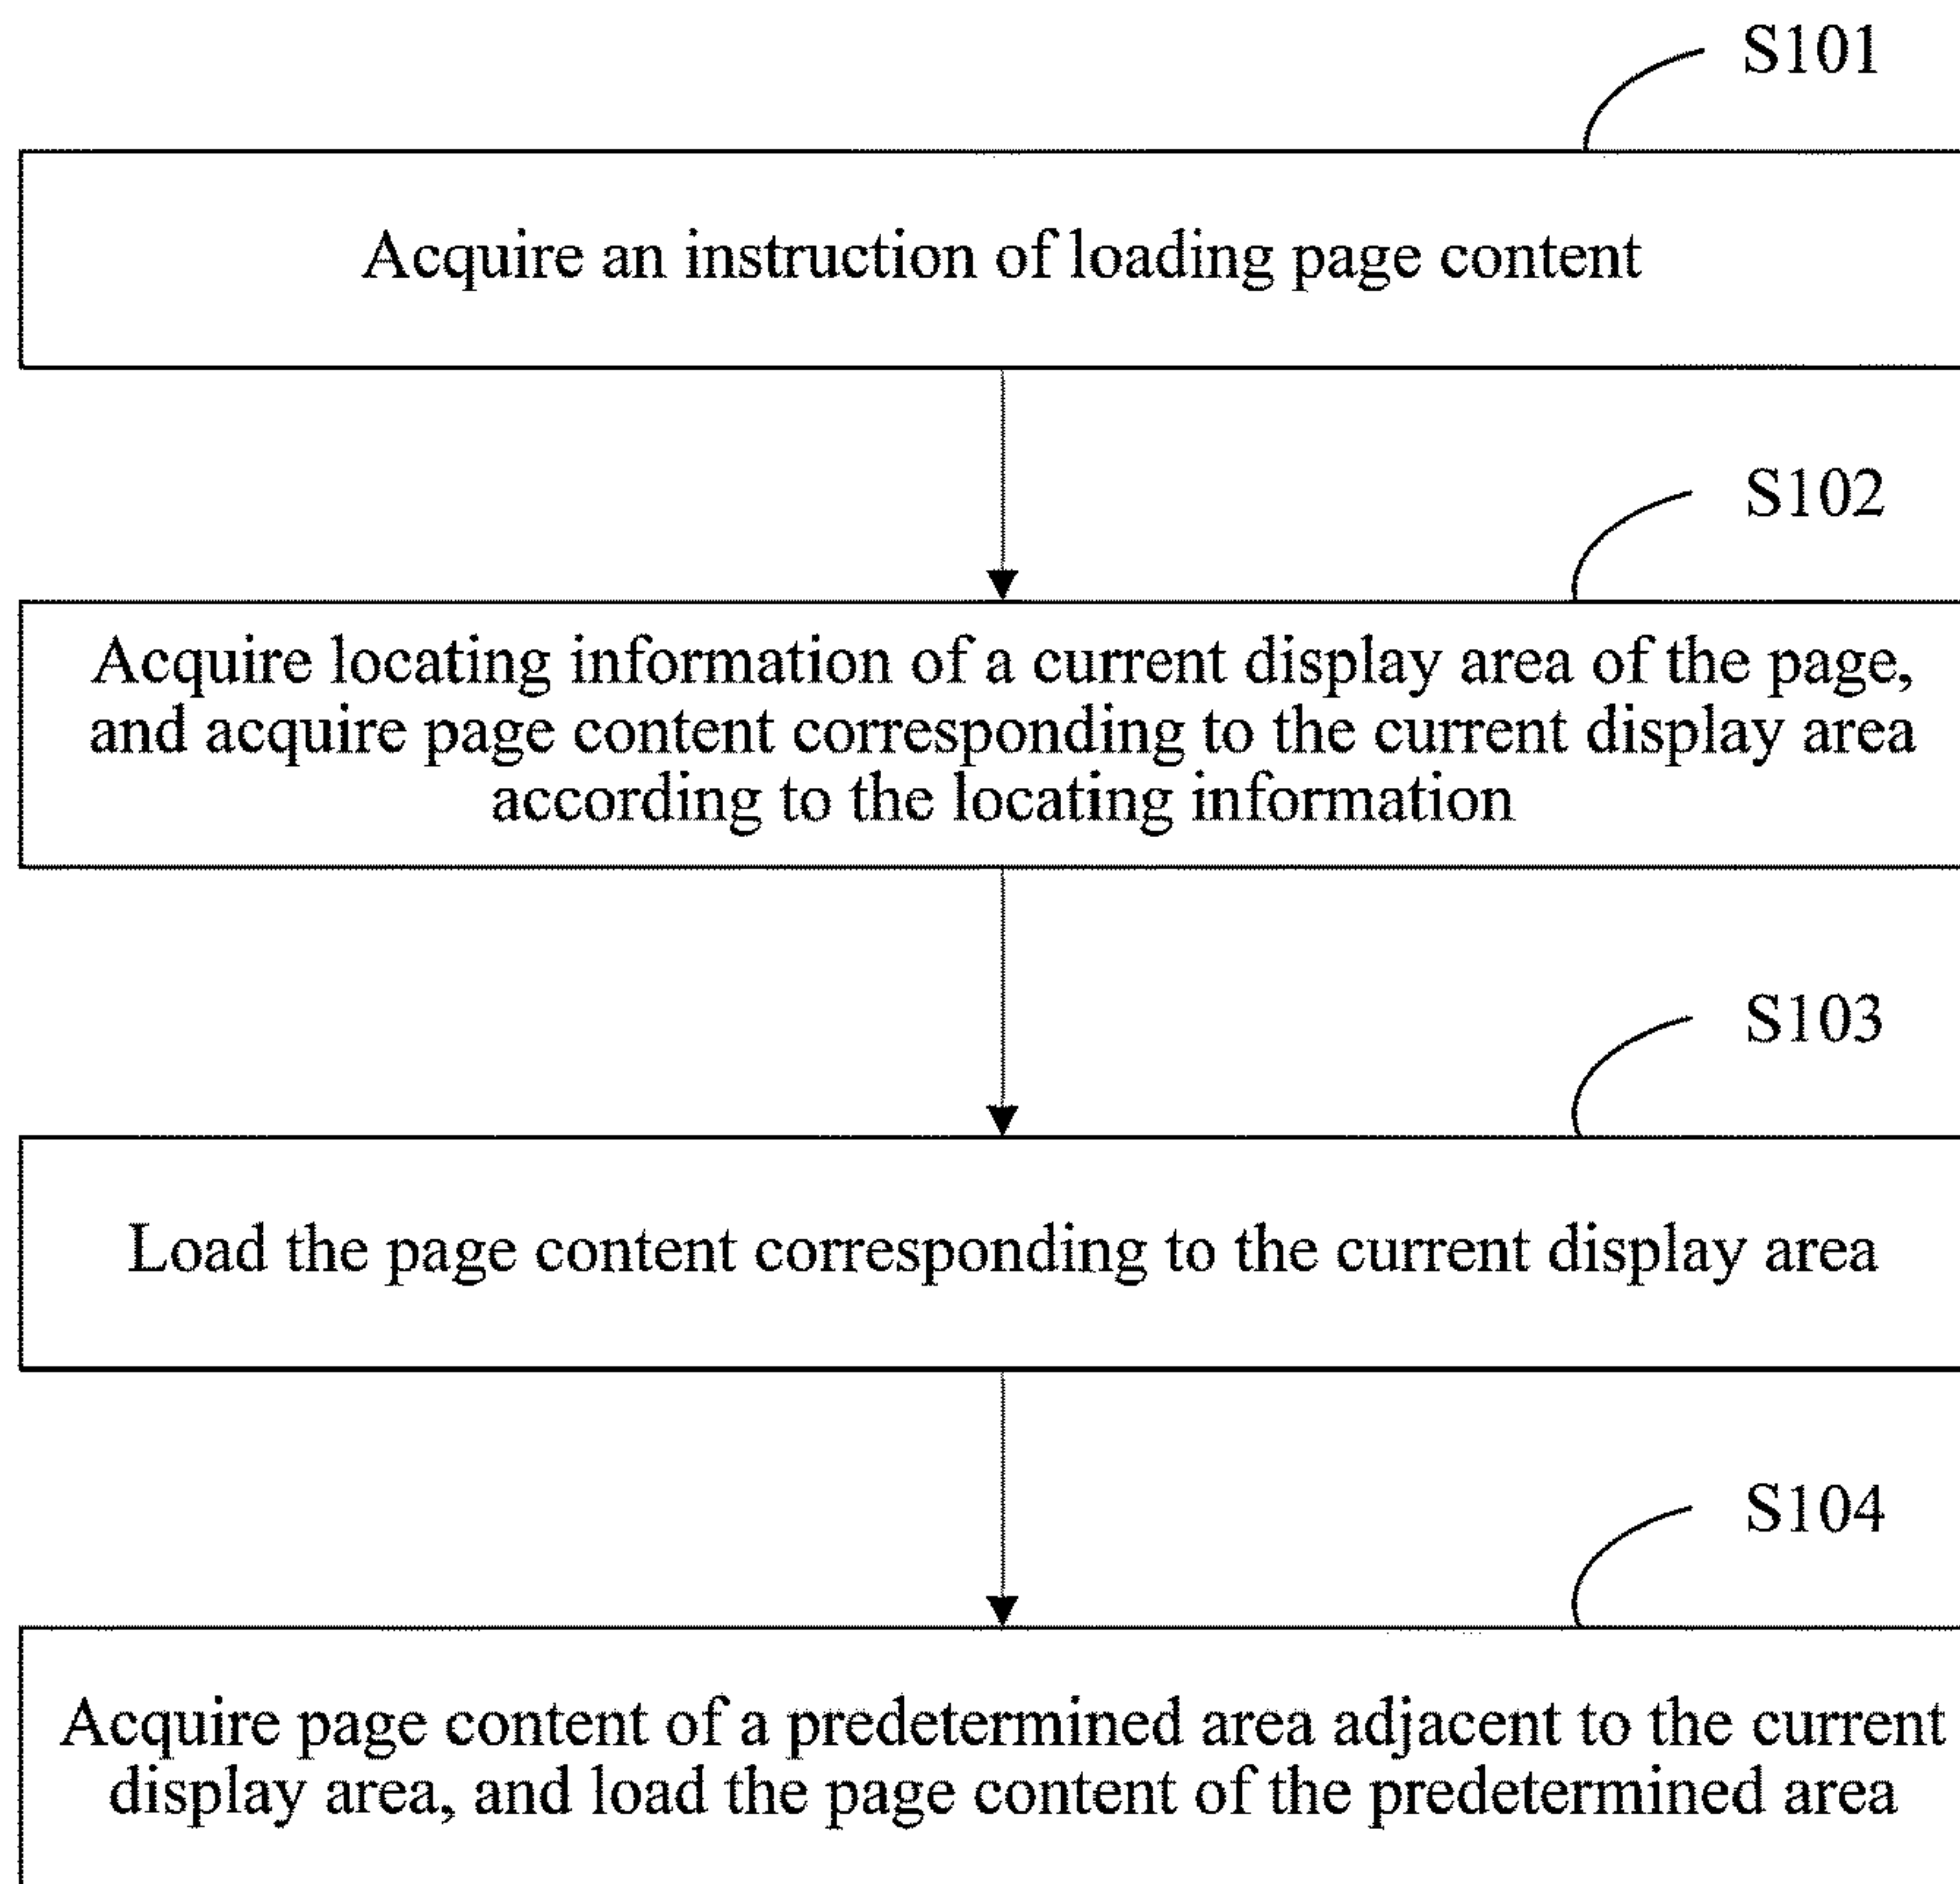 S101
Acquire an instruction of loading page content
S102
Acquire locating information of a current display area of the page,
and acquire page content corresponding to the current display area
according to the locating information
S103
Load the page content corresponding to the current display area
S104
Acquire page content of a predetermined area adjacent to the current
display area, and load the page content of the predetermined area